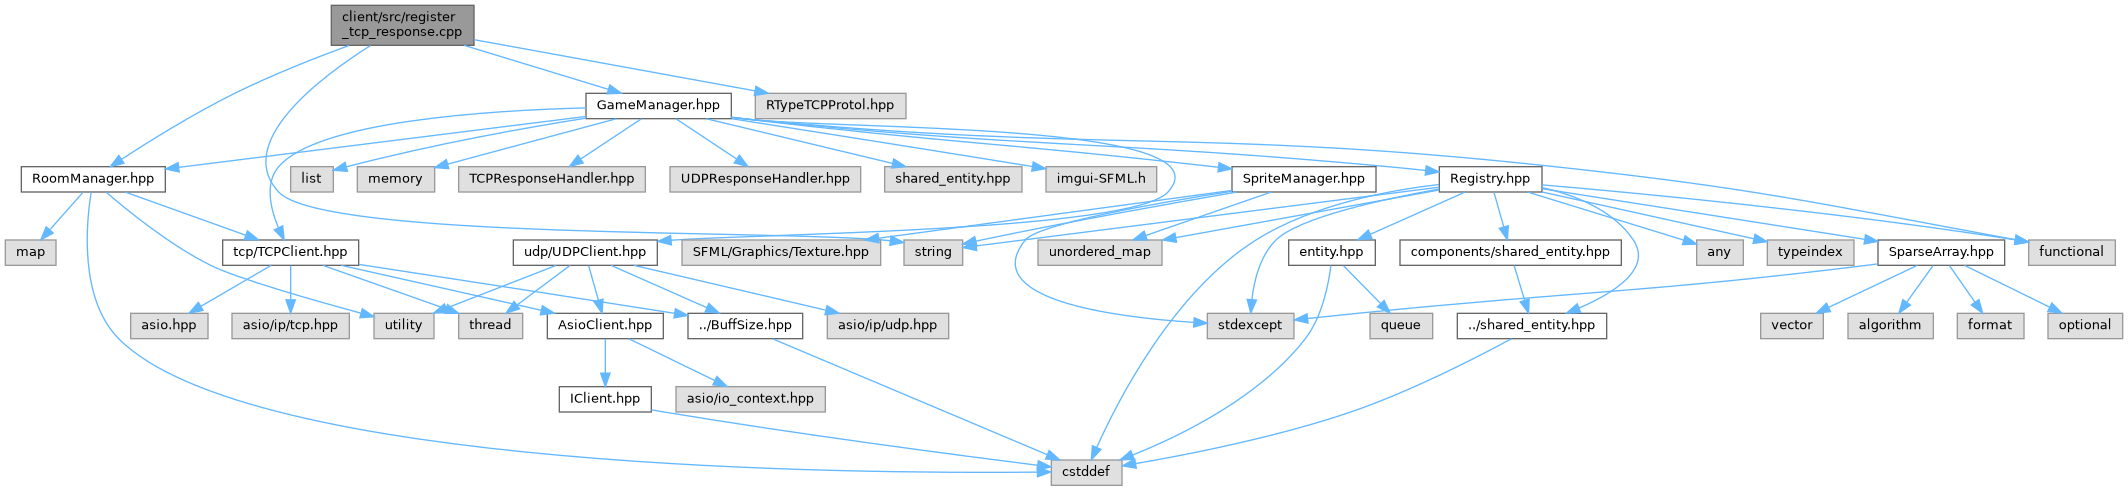 client/src/register
_tcp_response.cpp
GameManager.hpp
RTypeTCPProtol.hpp
RoomManager.hpp
list
memory
TCPResponseHandler.hpp
UDPResponseHandler.hpp
shared_entity.hpp
imgui-SFML.h
SpriteManager.hpp
Registry.hpp
map
tcp/TCPClient.hpp
udp/UDPClient.hpp
SFML/Graphics/Texture.hpp
string
unordered_map
entity.hpp
components/shared_entity.hpp
any
typeindex
SparseArray.hpp
functional
asio.hpp
asio/ip/tcp.hpp
utility
thread
AsioClient.hpp
../BuffSize.hpp
asio/ip/udp.hpp
stdexcept
queue
../shared_entity.hpp
vector
algorithm
format
optional
IClient.hpp
asio/io_context.hpp
cstddef